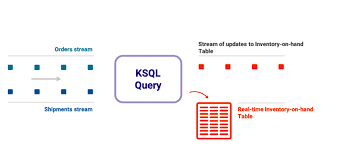 Orders stream
Shipments stream
KSQL
Query
Stream of updates to Inventory-on-hand
Table
Real-time Inventory-on-hand
Table